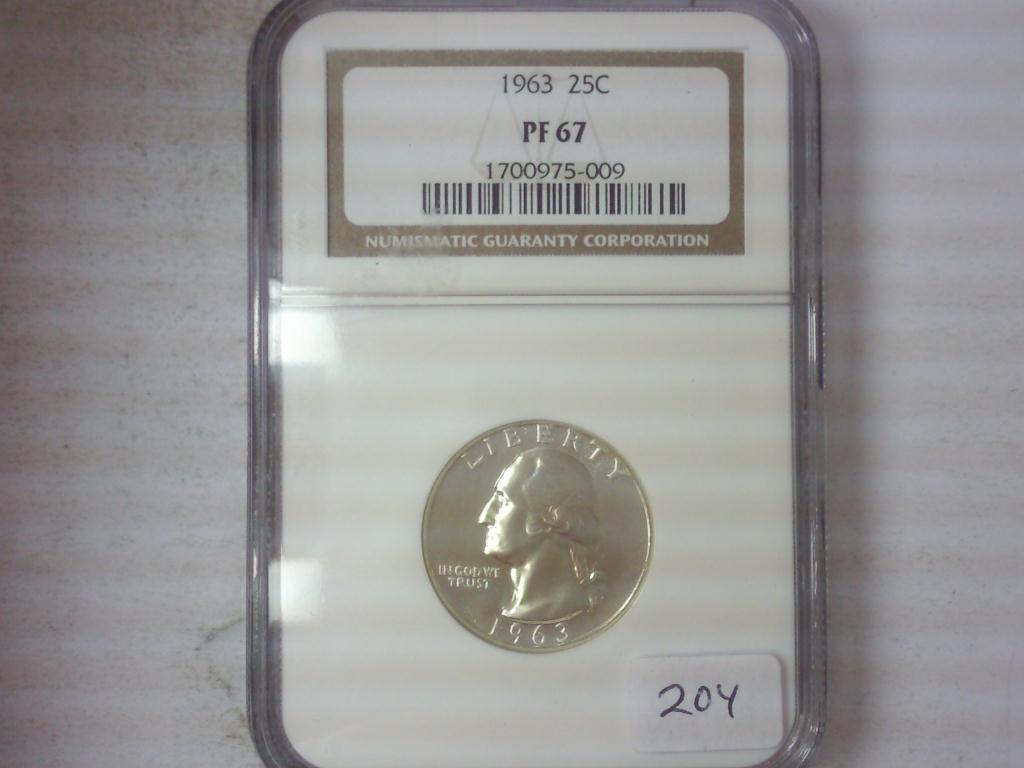 1963 25C
PF 67
1700975-009
NUMISMATIC GUARANTY CORPORATION
LIBERTY
IN GOD WE
TRUST
1963
204